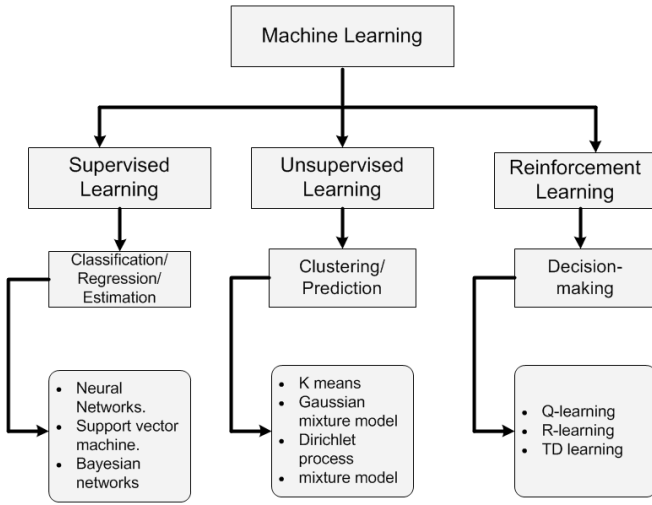 Machine Learning
Supervised
Learning
Unsupervised
Learning
Reinforcement
Learning
Classification/
Regression/
Estimation
Clustering/
Prediction
Decision-
making
• Neural
Networks.
• Support vector
machine.
• Bayesian
networks
• K means
• Gaussian
mixture model
• Dirichlet
process
• mixture model
• Q-learning
• R-learning
• TD learning